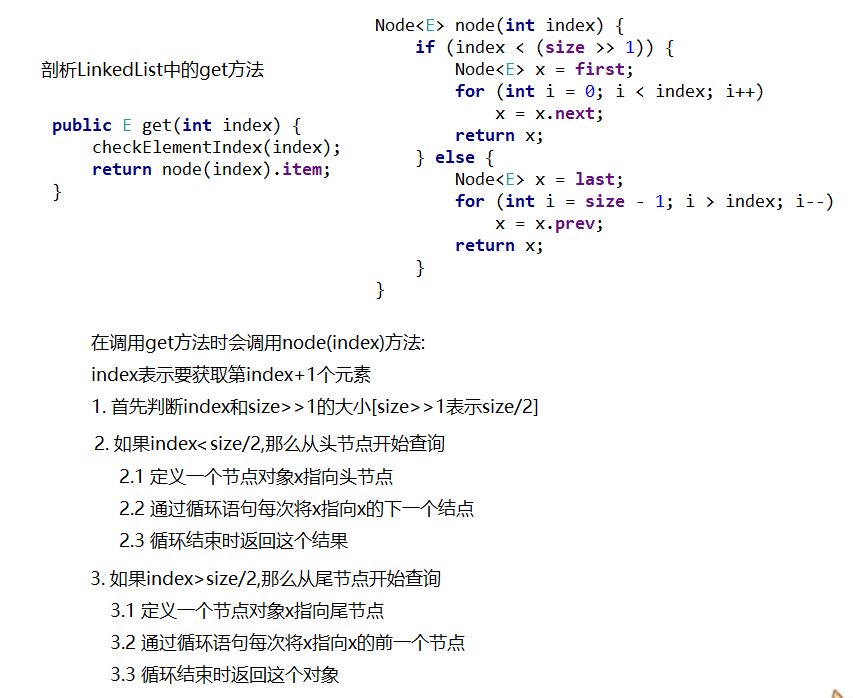 剖析LinkedList中的get方法
public E get(int index) {
    checkElementIndex(index);
    return node(index).item;
}
Node<E> node(int index) {
    if (index < (size >> 1)) {
        Node<E> x = first;
        for (int i = 0; i < index; i++)
            x = x.next;
        return x;
    } else {
        Node<E> x = last;
        for (int i = size - 1; i > index; i--)
            x = x.prev;
        return x;
    }
}
在调用get方法时会调用node(index)方法:
index表示要获取第index+1个元素
1. 首先判断index和size>>1的大小[size>>1表示size/2]
2. 如果index< size/2,那么从头节点开始查询
2.1 定义一个节点对象x指向头节点
2.2 通过循环语句每次将x指向x的下一个结点
2.3 循环结束时返回这个结果
3. 如果index>size/2,那么从尾节点开始查询
3.1 定义一个节点对象x指向尾节点
3.2 通过循环语句每次将x指向x的前一个节点
3.3 循环结束时返回这个对象